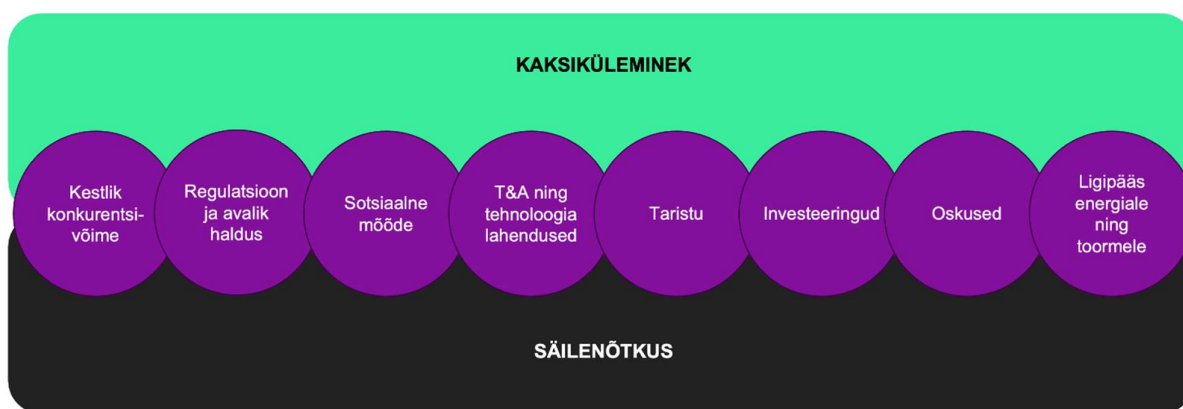 KAKSIKÜLEMINEK
Kestlik
konkurentsi-
võime
Regulatsioon
ja avalik
haldus
Sotsiaalne
mõõde
T&A ning
tehnoloogia
lahendused
Taristu
Investeeringud
Oskused
Ligipääs
energiale
ning
toormele
SÄILENÕTKUS